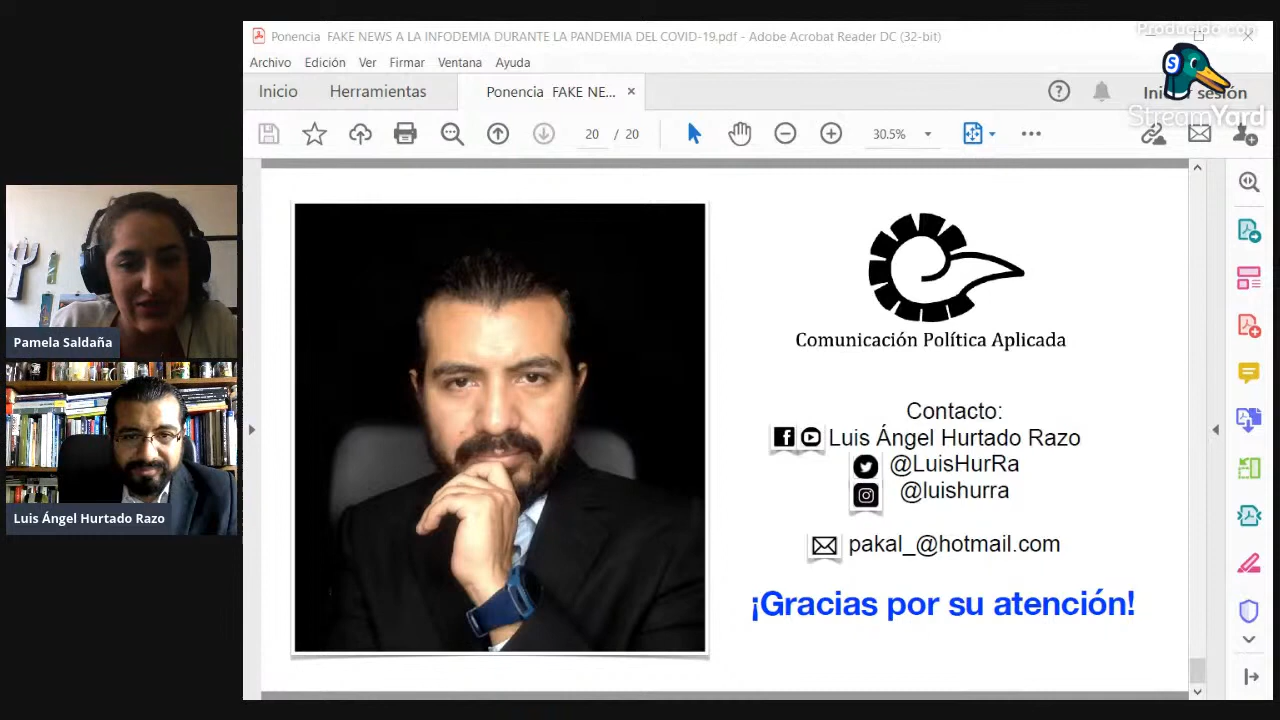 Producido con
StreamYard
Ponencia FAKE NEWS A LA INFODEMIA DURANTE LA PANDEMIA DEL COVID-19.pdf - Adobe Acrobat Reader DC (32-bit)
Archivo Edición Ver Firmar Ventana Ayuda
Inicio Herramientas Ponencia FAKE NE... × Iniciar sesión
20 / 20 30.5%
Pamela Saldaña
Luis Ángel Hurtado Razo
Comunicación Política Aplicada
Contacto:
Luis Ángel Hurtado Razo
@LuisHurRa
@luishurra
pakal_@hotmail.com
¡Gracias por su atención!